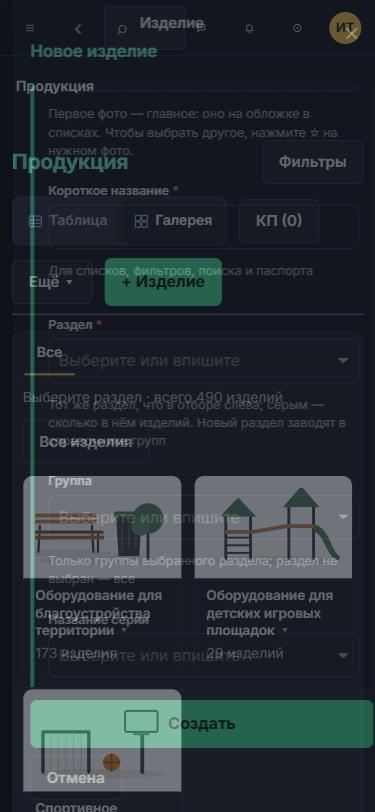 Изделие
ИТ
Новое изделие
Продукция
Первое фото — главное: оно на обложке в
списках. Чтобы выбрать другое, нажмите ☆ на
нужном фото.
Продукция
Фильтры
Короткое название *
Таблица
Галерея
КП (0)
Для списков, фильтров, поиска и паспорта
Ещё
+ Изделие
Раздел *
Все
Выберите или впишите
Выберите раздел · всего 490 изделий
Тот же раздел, что в отборе слева; серым —
сколько в нём изделий. Новый раздел заводят в
групп
Все изделия
Группа
Выберите или впишите
Только группы выбранного раздела; раздел не
выбран — все
Оборудование для
благоустройства
территории
Оборудование для
детских игровых
площадок
Название серии
173 изделия
29 изделий
Выберите или впишите
Создать
Отмена
Спортивное